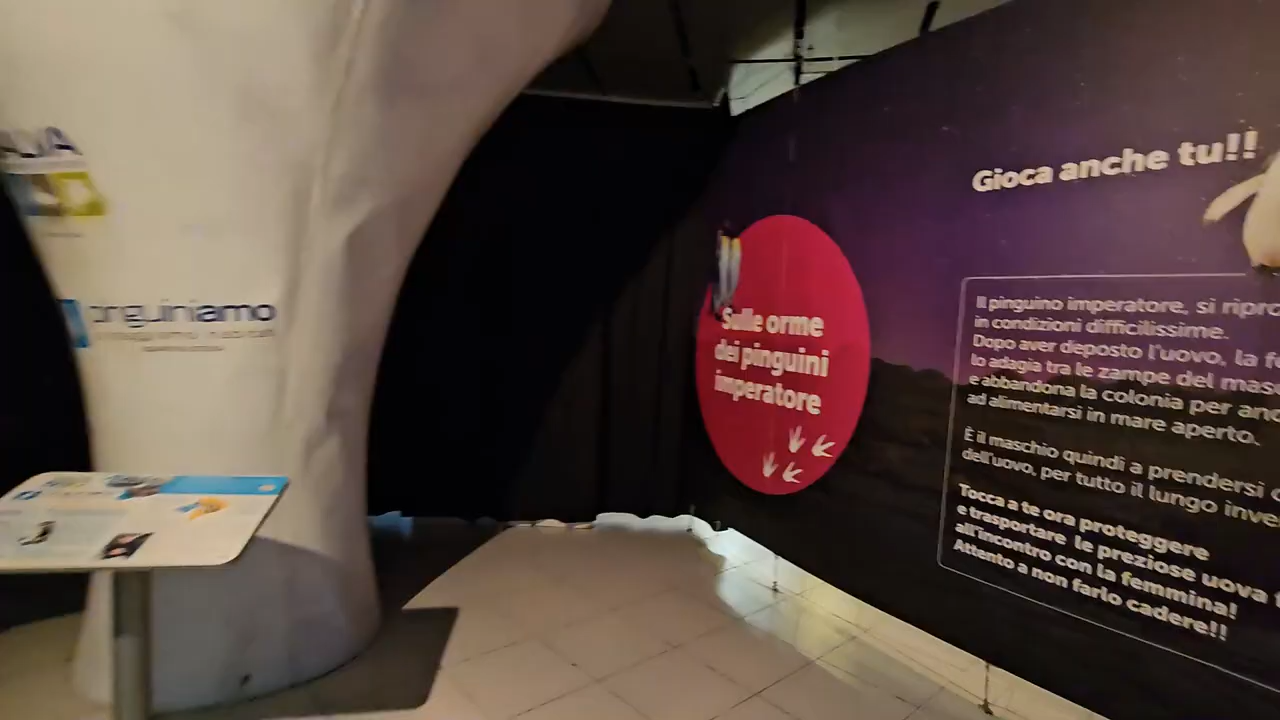 Gioca anche tu!!
Sulle orme
dei pinguini
imperatore
Il pinguino imperatore, si ripro
in condizioni difficilissime.
Dopo aver deposto l'uovo, la f
lo adagia tra le zampe del mas
e abbandona la colonia per and
ad alimentarsi in mare aperto.
È il maschio quindi a prendersi c
dell'uovo, per tutto il lungo inve
Tocca a te ora proteggere
e trasportare le preziose uova f
all'incontro con la femmina!
Attento a non farlo cadere!!